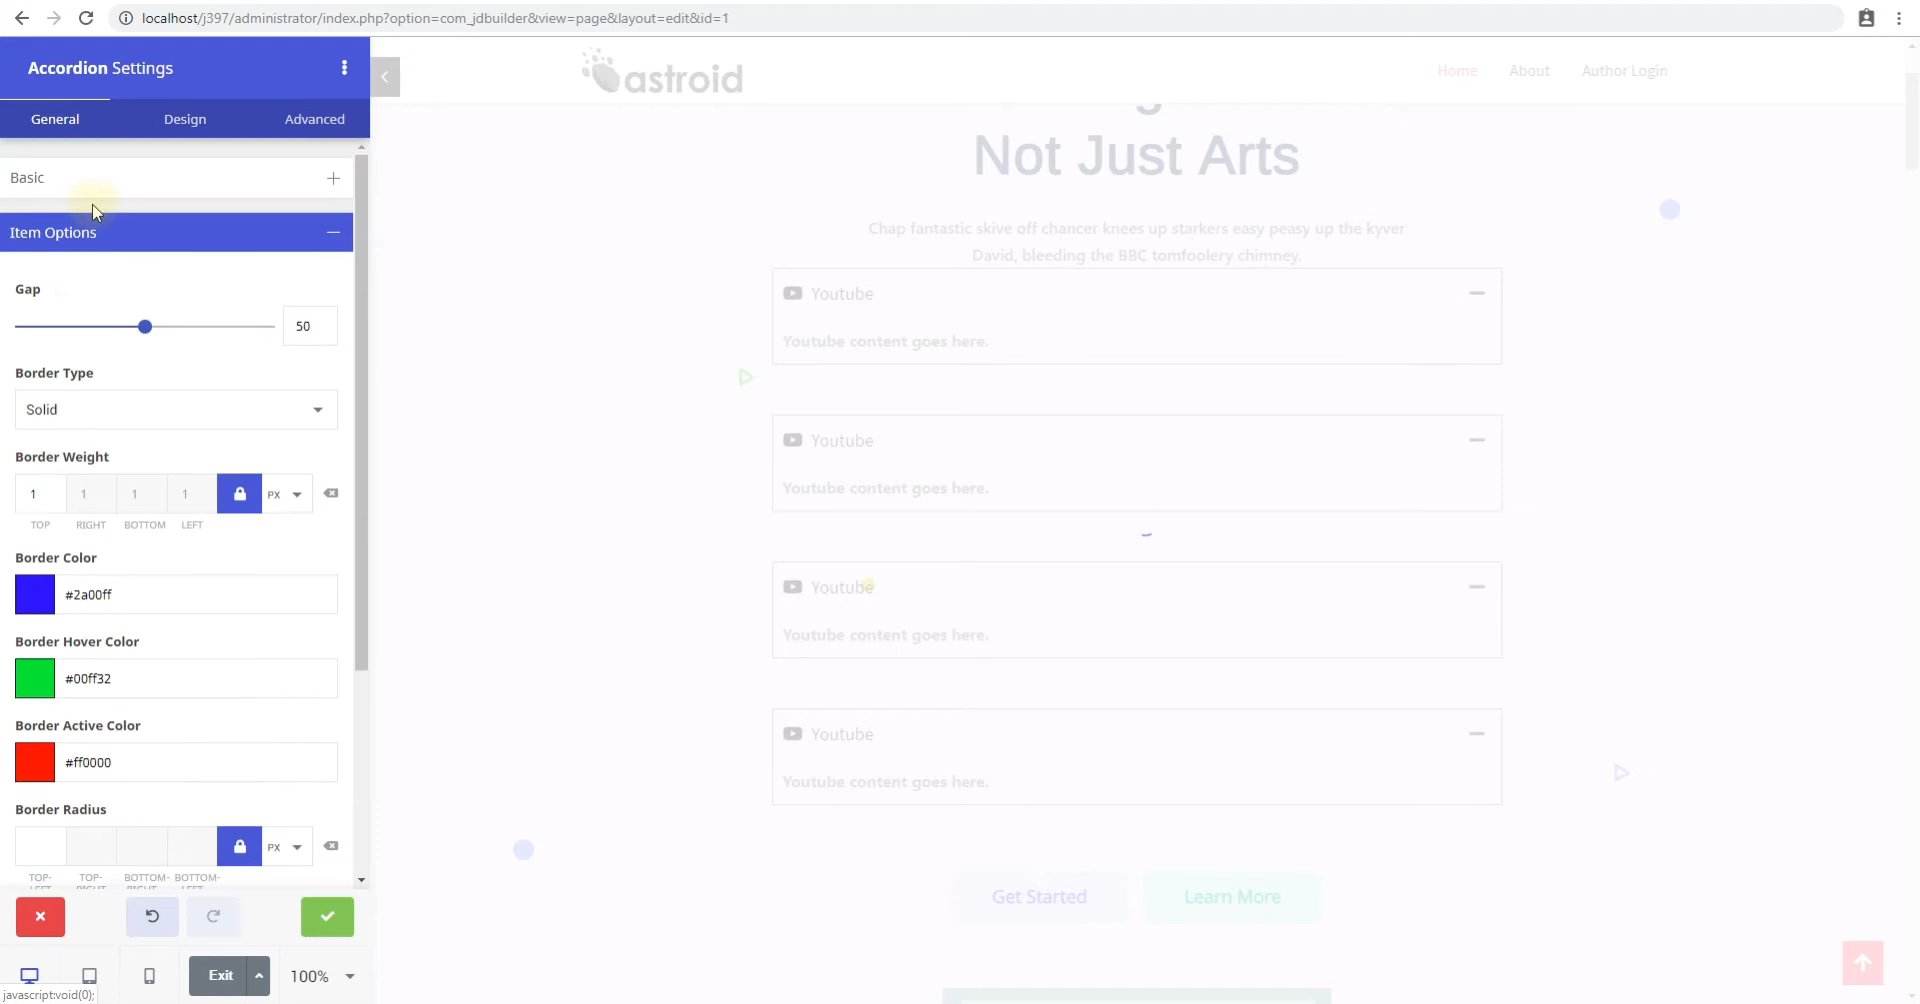 localhost/j397/administrator/index.php?option=com_jdbuilder&view=page&layout=edit&id=1
Accordion Settings
General Design Advanced
Basic
Item Options
Gap
50
Border Type
Solid
Border Weight
1 1 1 1 PX
TOP RIGHT BOTTOM LEFT
Border Color
#2a00ff
Border Hover Color
#00ff32
Border Active Color
#ff0000
Border Radius
PX
TOP- TOP- BOTTOM- BOTTOM-
Exit 100%
javascript:void(0);
astroid
Home About Author Login
Not Just Arts
Chap fantastic skive off chancer knees up starkers easy peasy up the kyver
David, bleeding the BBC tomfoolery chimney.
Youtube
Youtube content goes here.
Youtube
Youtube content goes here.
Youtube
Youtube content goes here.
Youtube
Youtube content goes here.
Get Started Learn More